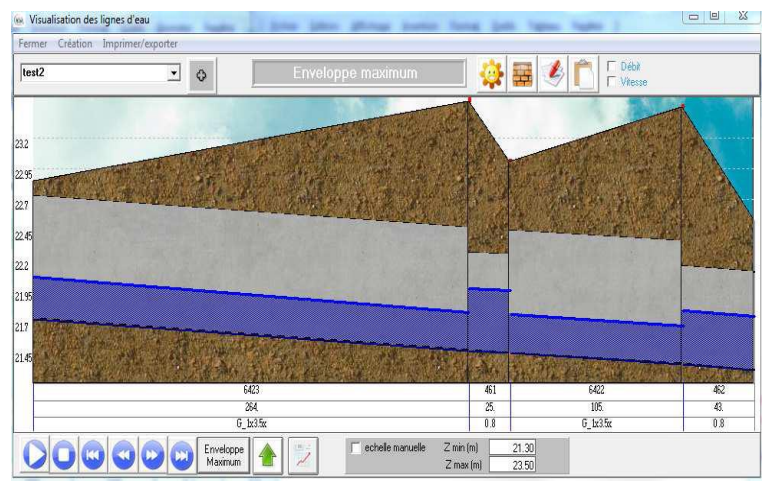 Visualisation des lignes d'eau
Fermer Création Imprimer/exporter
test2
Enveloppe maximum
Débit
Vitesse
23.2
22.95
22.7
22.45
22.2
21.95
21.7
21.45
6423 461 6422 462
264. 25. 105. 43.
G_1x3.5x 0.8 G_1x3.5x 0.8
Enveloppe
Maximum
echelle manuelle Z min (m) 21.30
Z max (m) 23.50